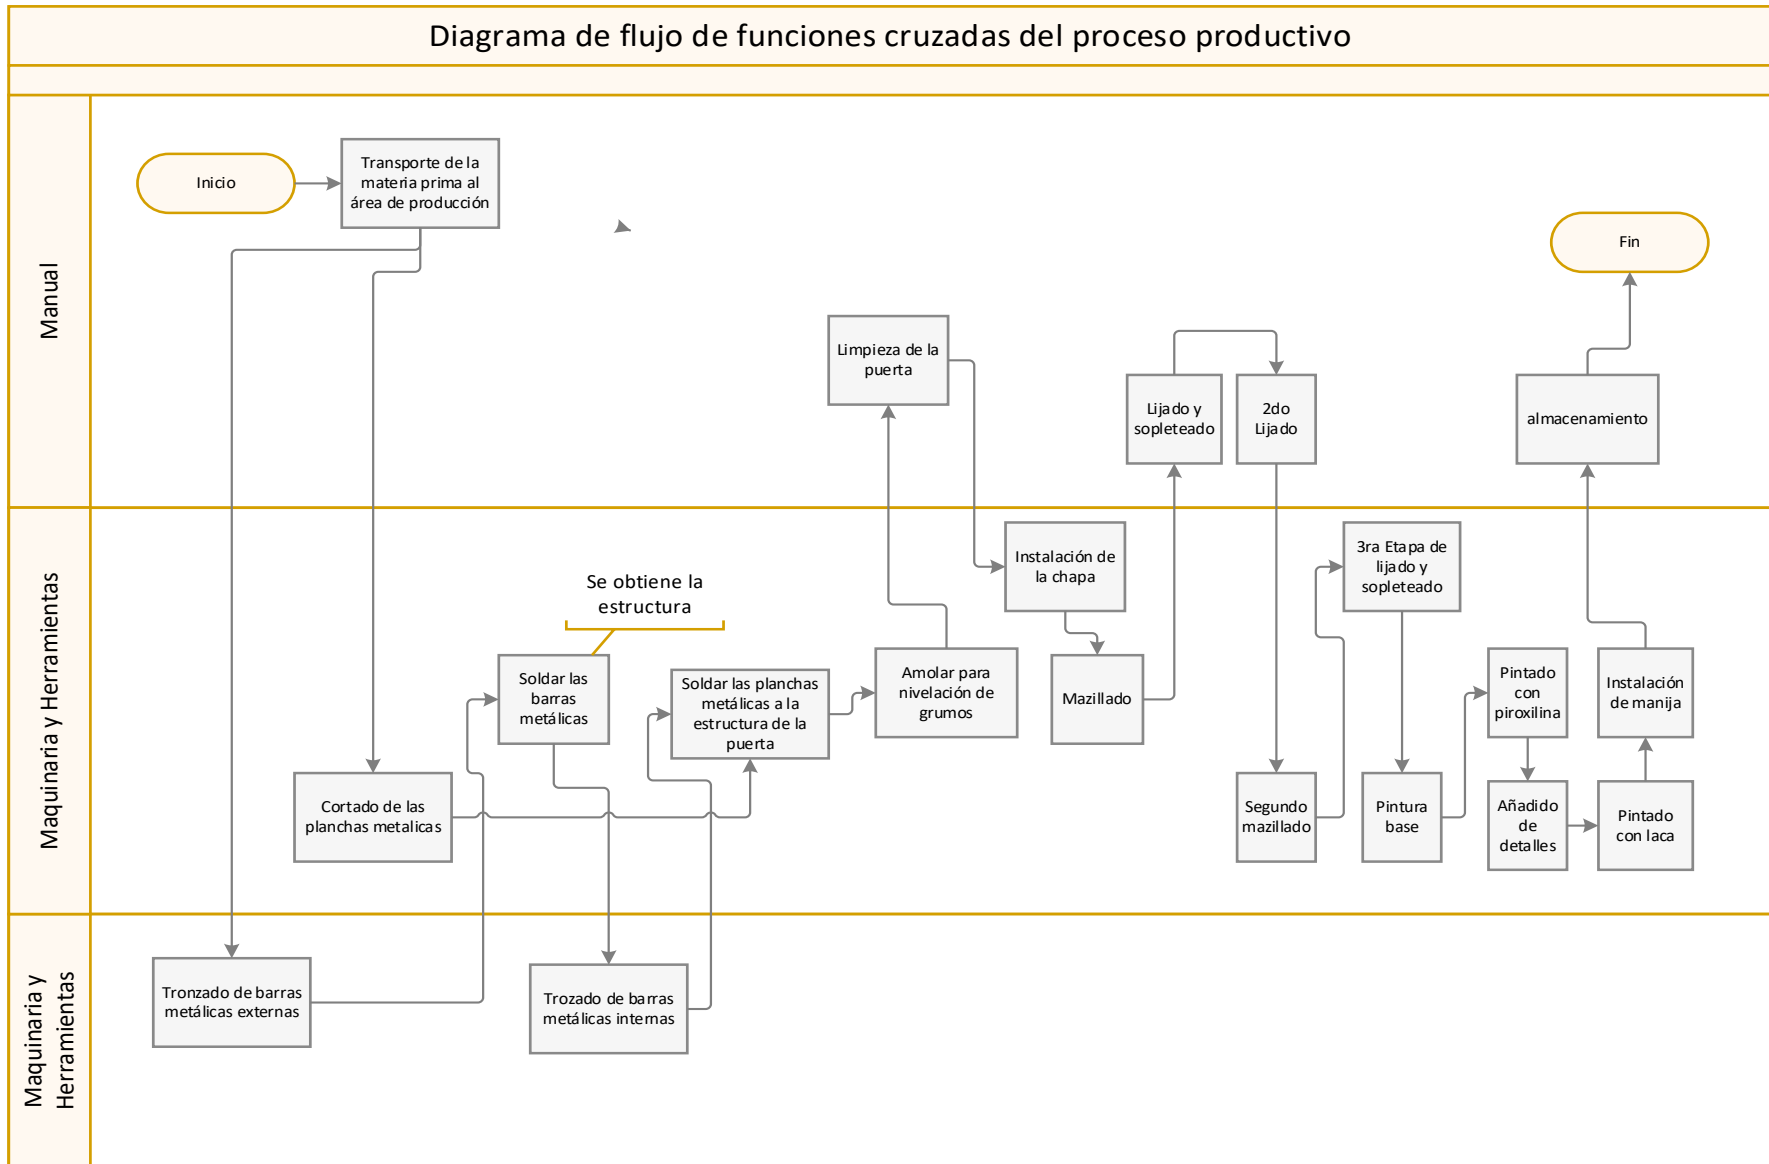 Diagrama de flujo de funciones cruzadas del proceso productivo
Manual
Inicio
Transporte de la
materia prima al
área de producción
Fin
Limpieza de la
puerta
Lijado y
sopleteado
2do
Lijado
almacenamiento
Maquinaria y Herramientas
Se obtiene la
estructura
Soldar las
barras
metálicas
Soldar las planchas
metálicas a la
estructura de la
puerta
Amolar para
nivelación de
grumos
Instalación de
la chapa
Mazillado
3ra Etapa de
lijado y
sopleteado
Pintado
con
piroxilina
Instalación
de manija
Cortado de las
planchas metalicas
Segundo
mazillado
Pintura
base
Añadido
de
detalles
Pintado
con laca
Maquinaria y
Herramientas
Tronzado de barras
metálicas externas
Trozado de barras
metálicas internas